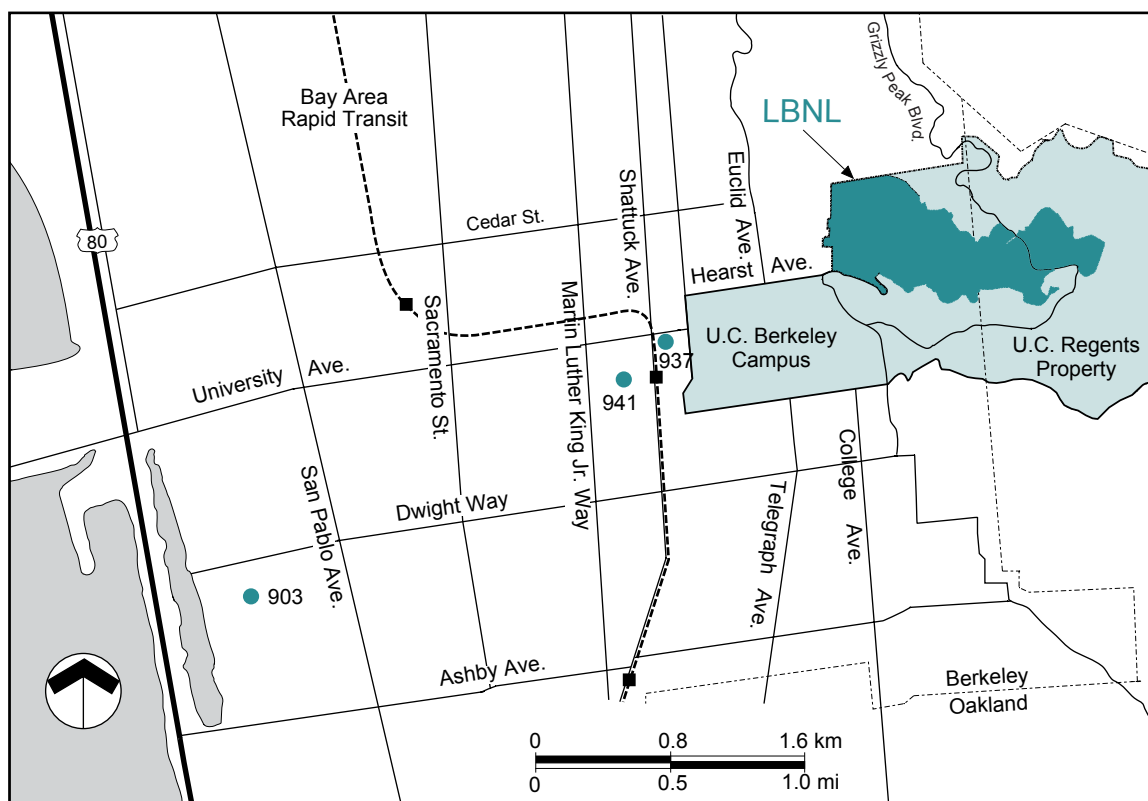 Grizzly Peak Blvd.
Bay Area
Rapid Transit
LBNL
Euclid Ave.
Shattuck Ave.
Cedar St.
80
Hearst Ave.
Martin Luther King Jr. Way
Sacramento St.
U.C. Berkeley
Campus
U.C. Regents
Property
937
University Ave.
941
San Pablo Ave.
Dwight Way
Telegraph Ave.
College Ave.
903
Ashby Ave.
Berkeley
Oakland
0 0.8 1.6 km
0 0.5 1.0 mi